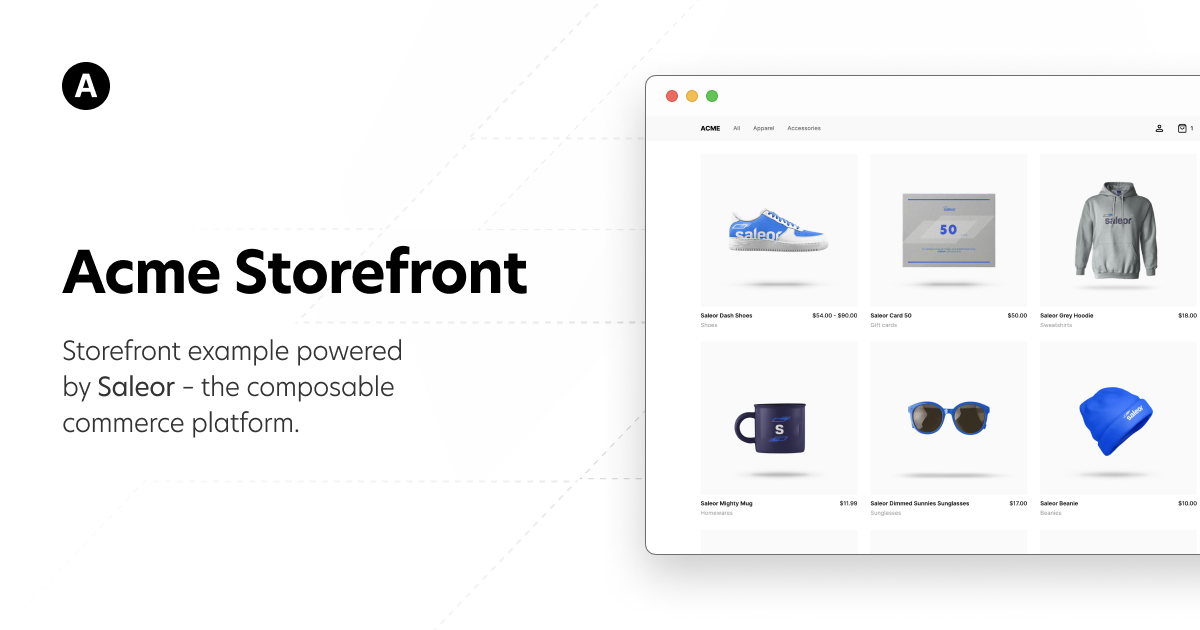 A
Acme Storefront
Storefront example powered
by Saleor – the composable
commerce platform.
ACME All Apparel Accessories 1
saleor
saleor
50
saleor
Saleor Dash Shoes $54.00 - $90.00
Shoes
Saleor Card 50 $50.00
Gift cards
Saleor Grey Hoodie $18.00
Sweatshirts
S
saleor
Saleor Mighty Mug $11.99
Homewares
Saleor Dimmed Sunnies Sunglasses $17.00
Sunglasses
Saleor Beanie $10.00
Beanies